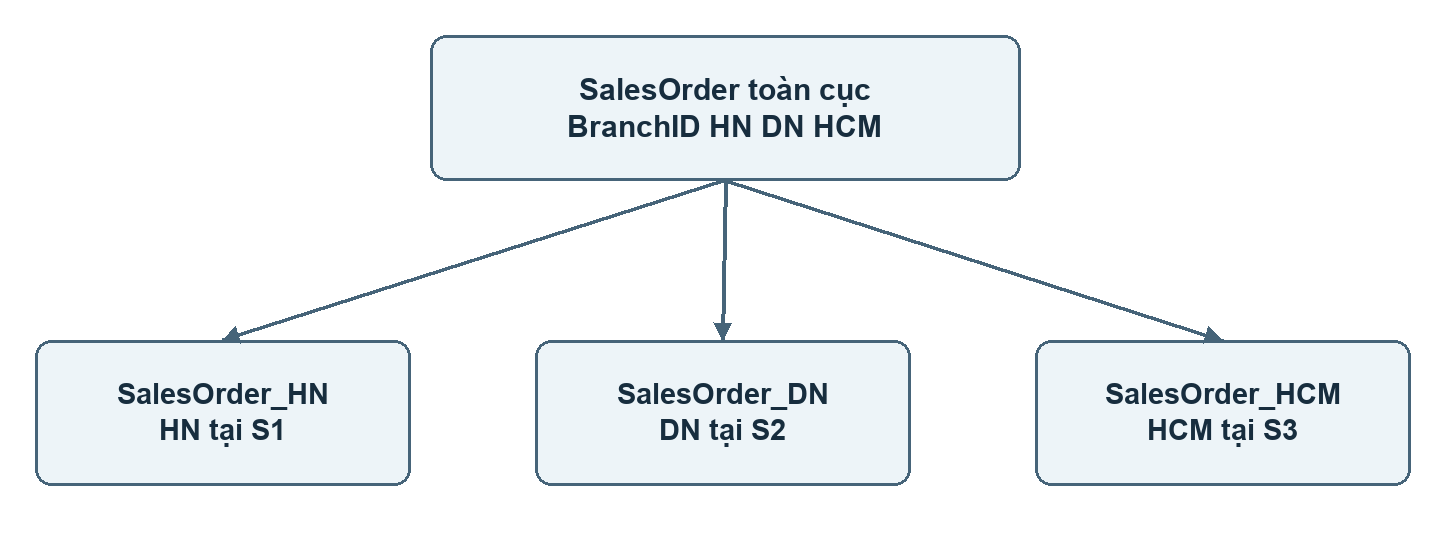 SalesOrder toàn cục
BranchID HN DN HCM
SalesOrder_HN
HN tại S1
SalesOrder_DN
DN tại S2
SalesOrder_HCM
HCM tại S3